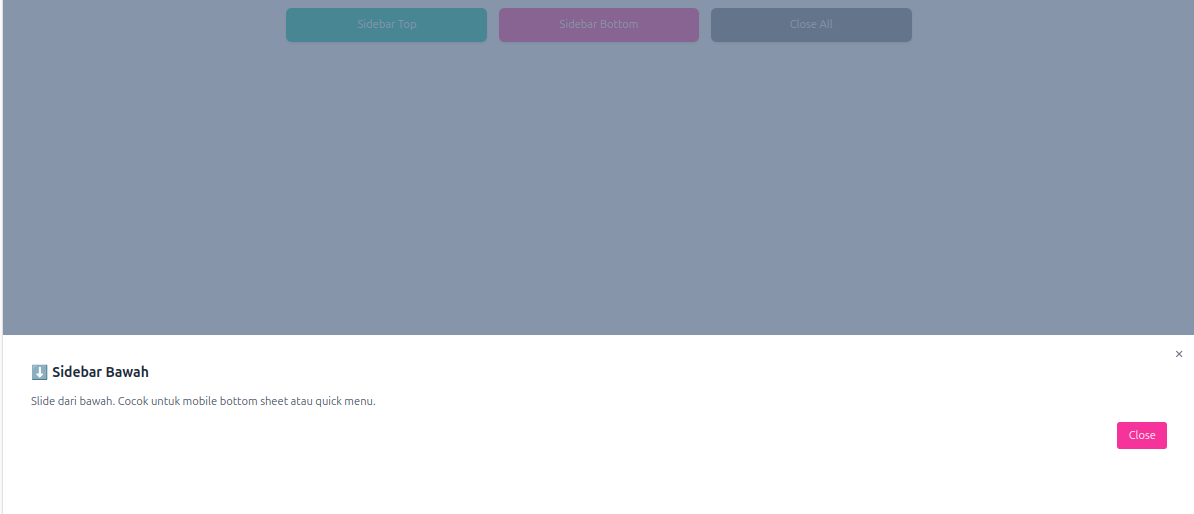 Sidebar Top
Sidebar Bottom
Close All
×
⬇️ Sidebar Bawah
Slide dari bawah. Cocok untuk mobile bottom sheet atau quick menu.
Close